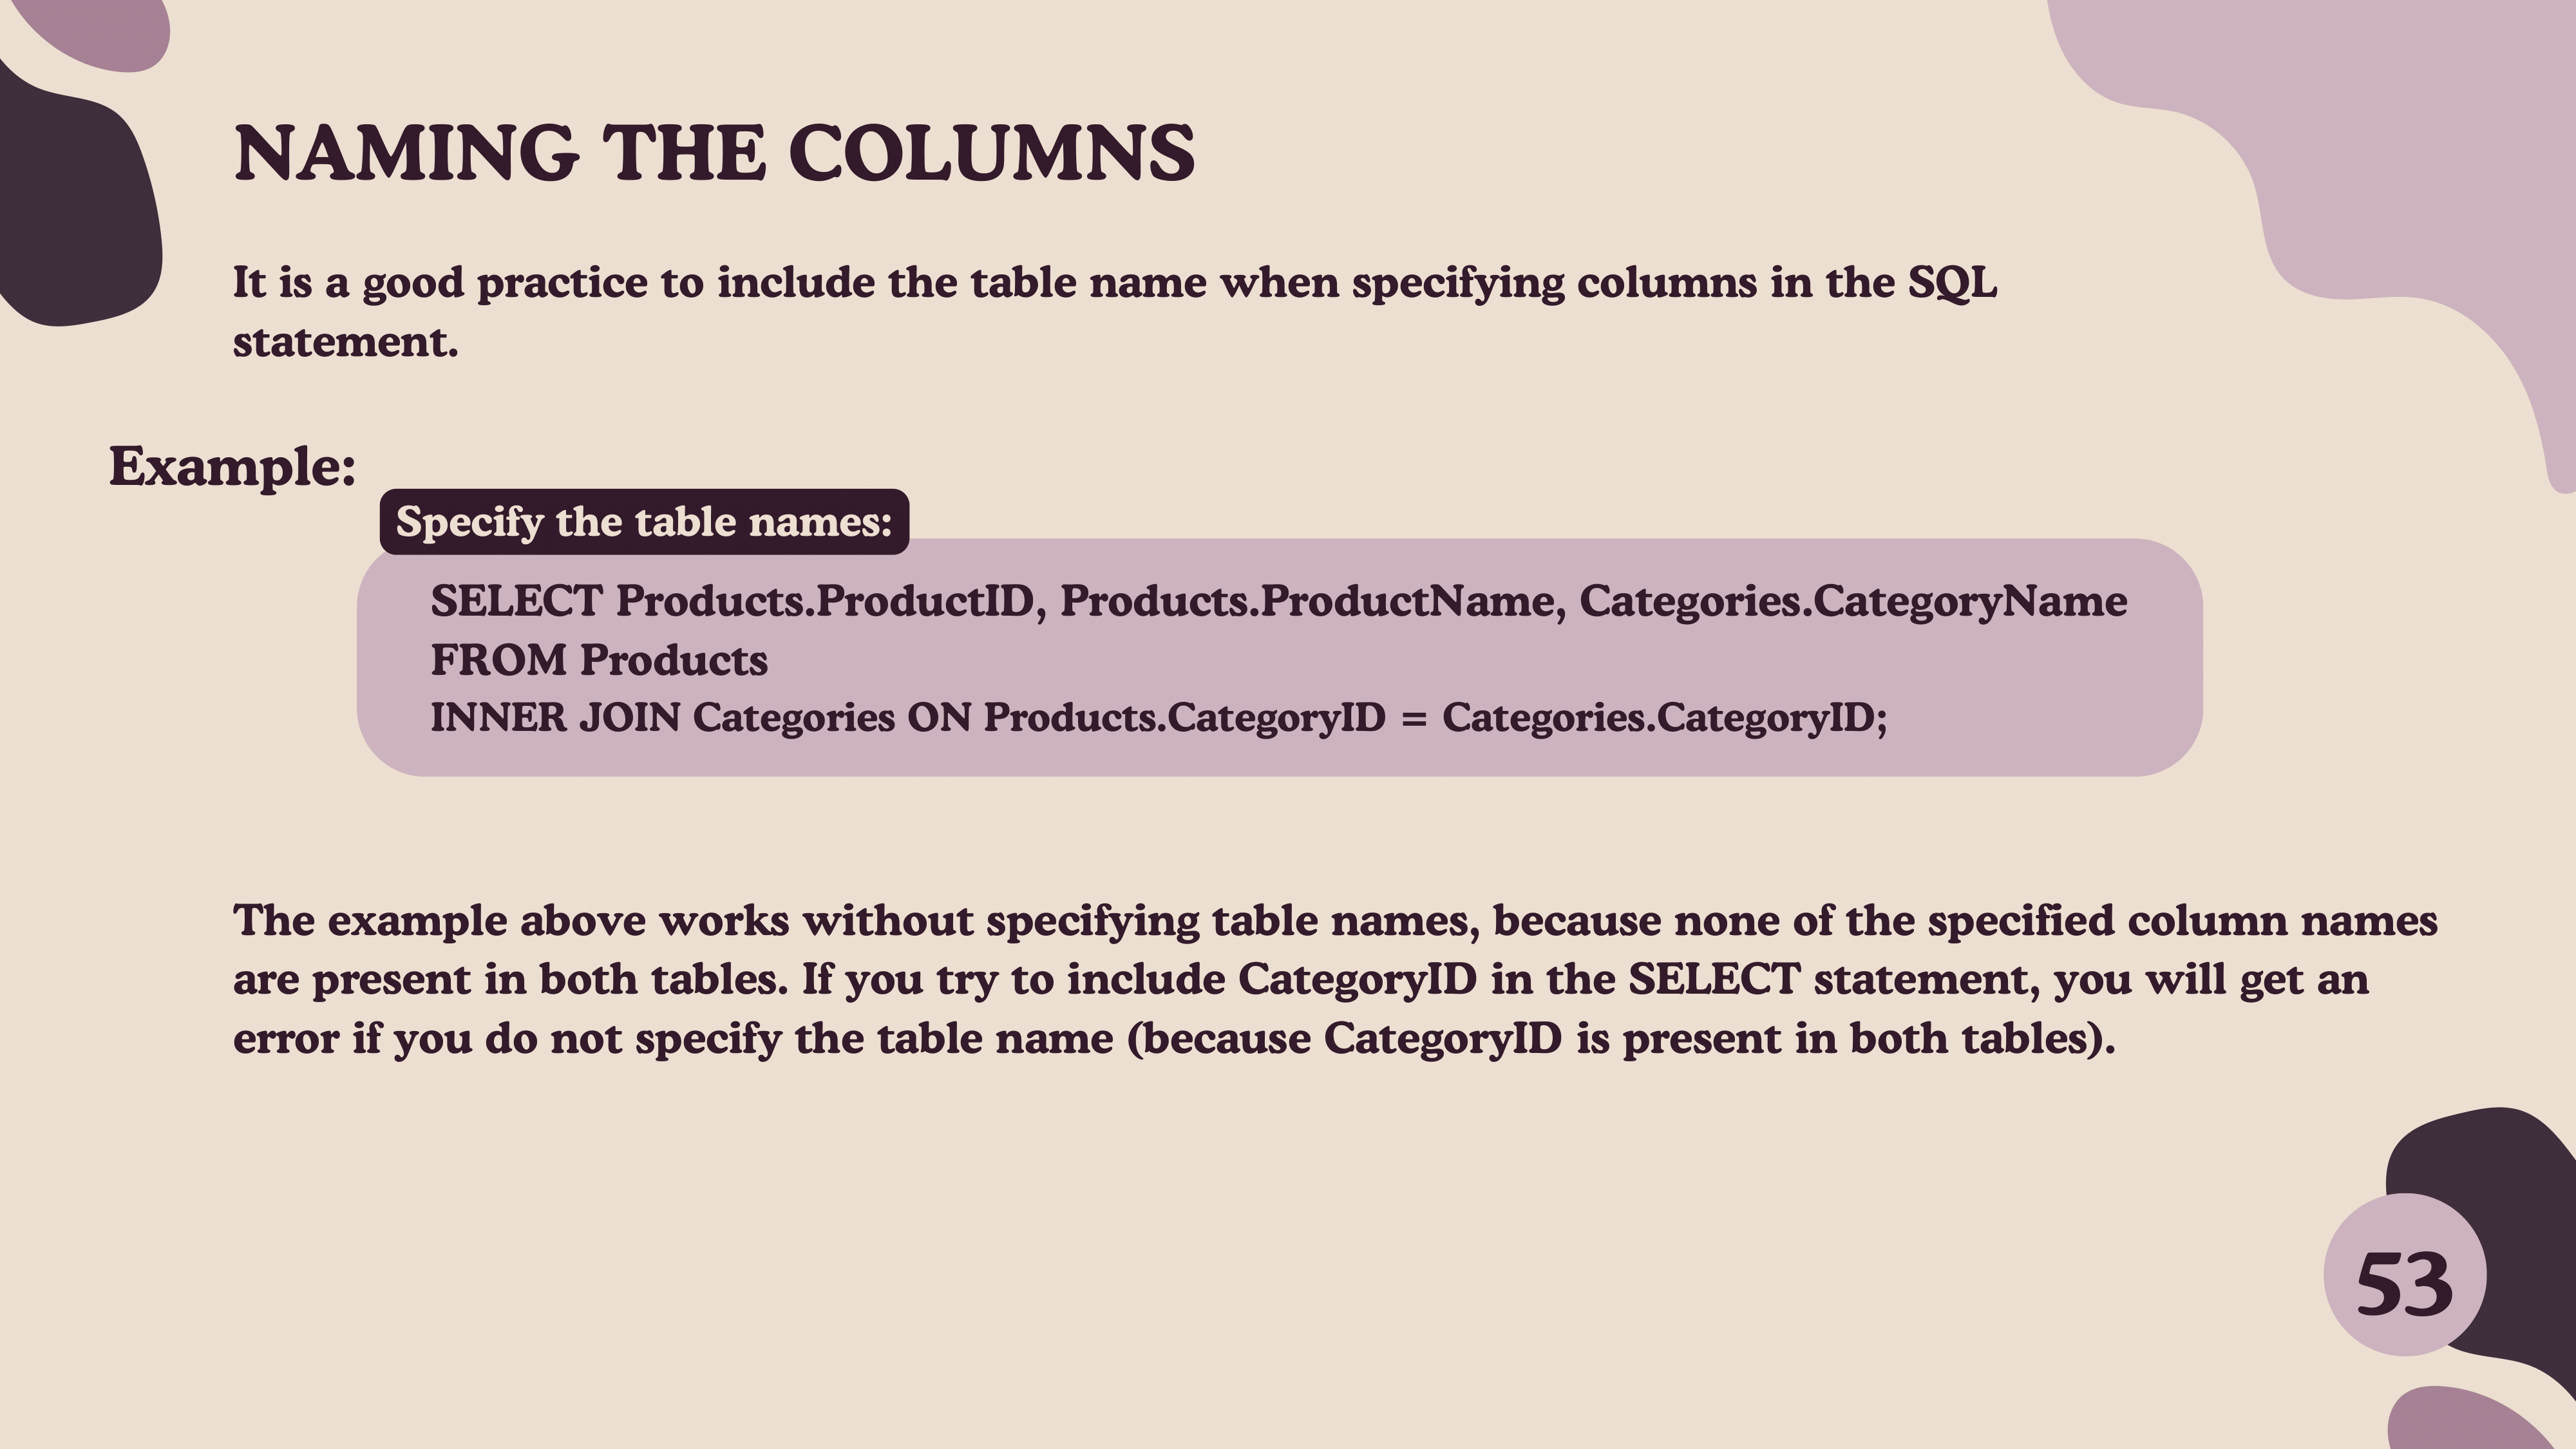 NAMING THE COLUMNS
It is a good practice to include the table name when specifying columns in the SQL
statement.
Example:
Specify the table names:
SELECT Products.ProductID, Products.ProductName, Categories.CategoryName
FROM Products
INNER JOIN Categories ON Products.CategoryID = Categories.CategoryID;
The example above works without specifying table names, because none of the specified column names
are present in both tables. If you try to include CategoryID in the SELECT statement, you will get an
error if you do not specify the table name (because CategoryID is present in both tables).
53